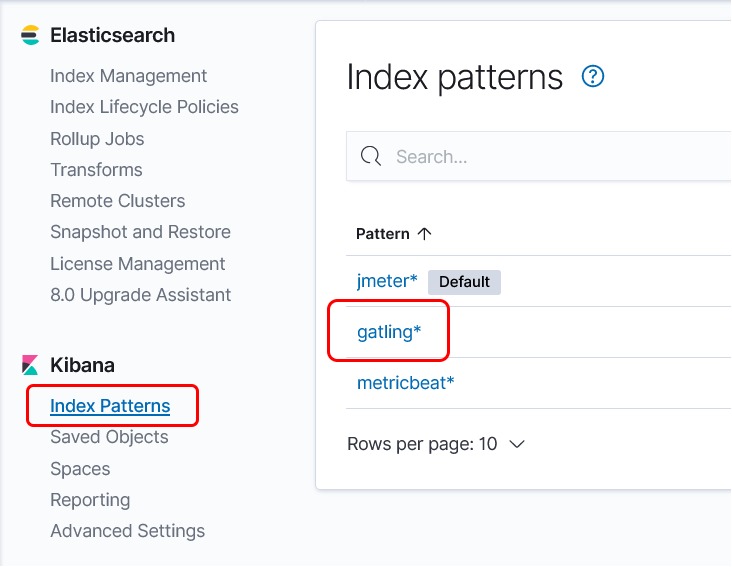 Elasticsearch
Index Management
Index Lifecycle Policies
Rollup Jobs
Transforms
Remote Clusters
Snapshot and Restore
License Management
8.0 Upgrade Assistant
Kibana
Index Patterns
Saved Objects
Spaces
Reporting
Advanced Settings
Index patterns ?
Search...
Pattern ↑
jmeter* Default
gatling*
metricbeat*
Rows per page: 10